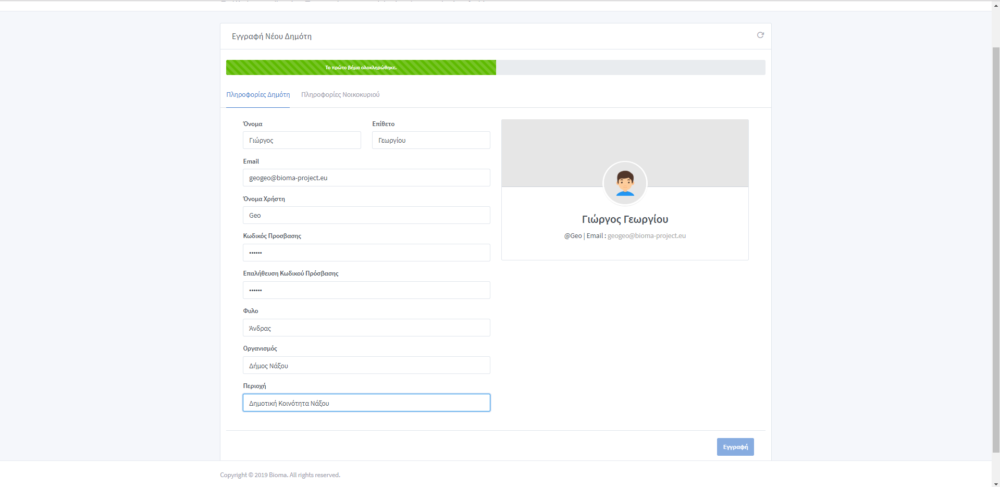 Εγγραφή Νέου Δημότη
Το πρώτο βήμα ολοκληρώθηκε.
Πληροφορίες Δημότη Πληροφορίες Νοικοκυριού
Όνομα Επίθετο
Γιώργος Γεωργίου
Email
geogeo@bioma-project.eu
Όνομα Χρήστη
Geo
Κωδικός Προσβασης
••••••
Επαλήθευση Κωδικού Πρόσβασης
••••••
Φυλο
Άνδρας
Οργανισμός
Δήμος Νάξου
Περιοχή
Δημοτική Κοινότητα Νάξου
Γιώργος Γεωργίου
@Geo | Email : geogeo@bioma-project.eu
Εγγραφή
Copyright © 2019 Bioma. All rights reserved.